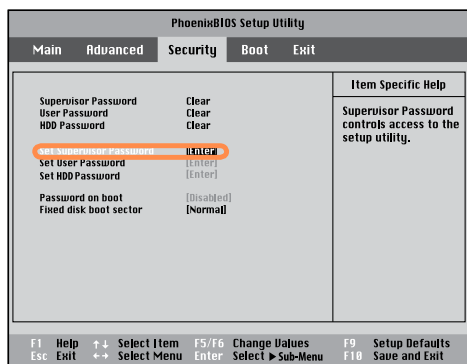 PhoenixBIOS Setup Utility
Main Advanced Security Boot Exit
Item Specific Help
Supervisor Password Clear
User Password Clear
HDD Password Clear
Supervisor Password
controls access to the
setup utility.
Set Supervisor Password [Enter]
Set User Password [Enter]
Set HDD Password [Enter]
Password on boot [Disabled]
Fixed disk boot sector [Normal]
F1 Help ↑↓ Select Item F5/F6 Change Values F9 Setup Defaults
Esc Exit ←→ Select Menu Enter Select ▶Sub-Menu F10 Save and Exit